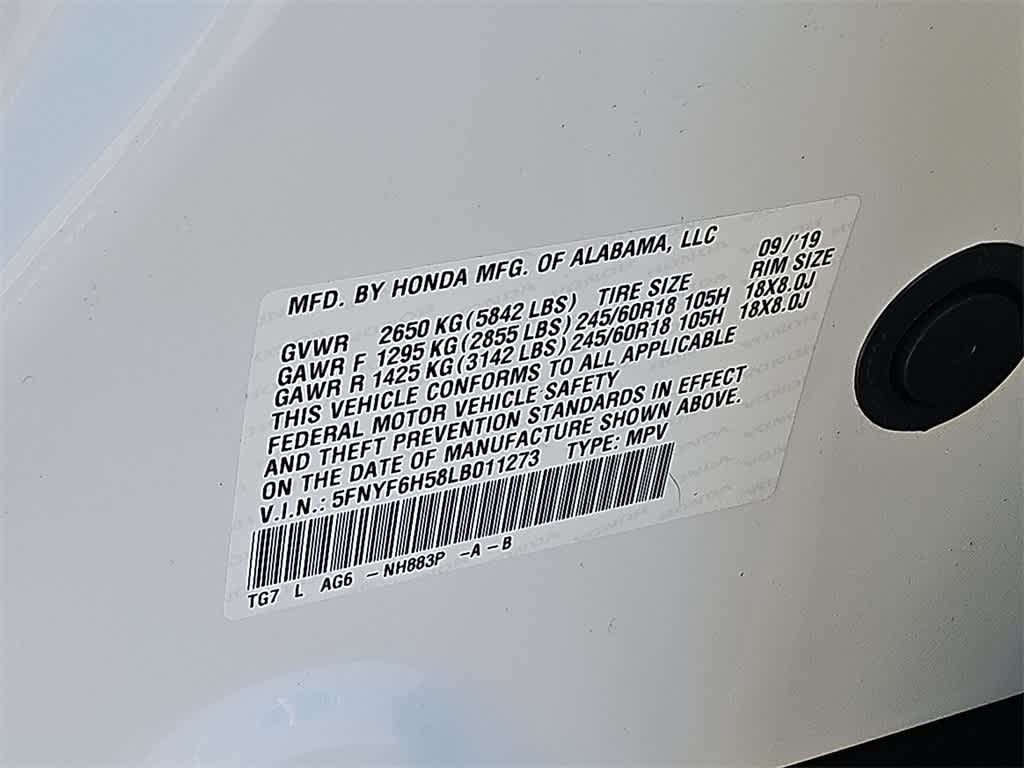 MFD. BY HONDA MFG. OF ALABAMA, LLC 09/'19
GVWR 2650 KG (5842 LBS) TIRE SIZE RIM SIZE
GAWR F 1295 KG (2855 LBS) 245/60R18 105H 18X8.0J
GAWR R 1425 KG (3142 LBS) 245/60R18 105H 18X8.0J
THIS VEHICLE CONFORMS TO ALL APPLICABLE
FEDERAL MOTOR VEHICLE SAFETY
AND THEFT PREVENTION STANDARDS IN EFFECT
ON THE DATE OF MANUFACTURE SHOWN ABOVE.
V.I.N.: 5FNYF6H58LB011273 TYPE: MPV
TG7 L AG6 - NH883P -A - B